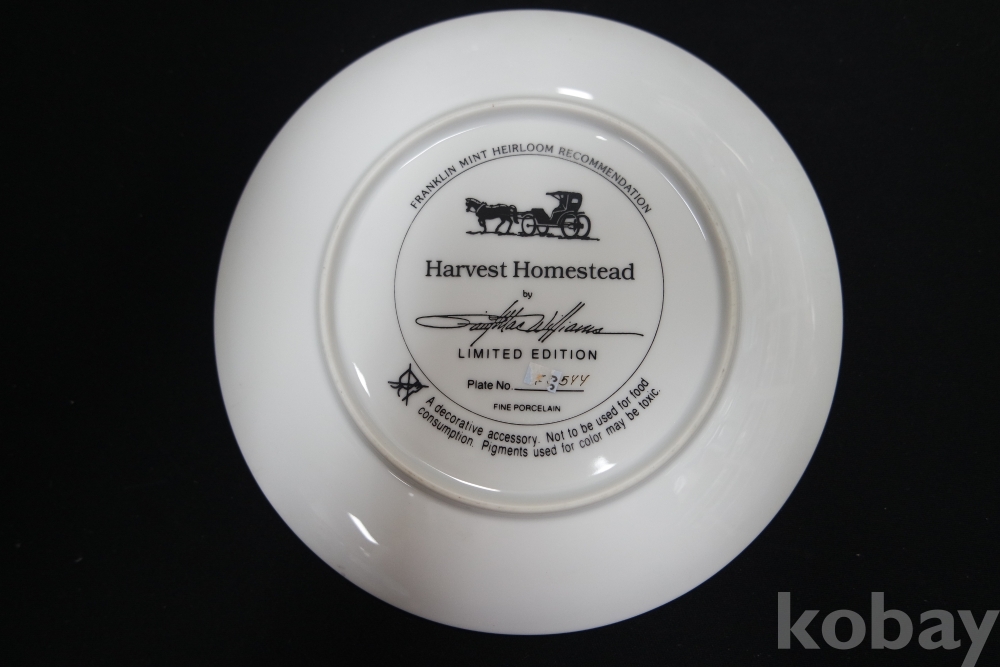 FRANKLIN MINT HEIRLOOM RECOMMENDATION
Harvest Homestead
by
MacWilliams
LIMITED EDITION
Plate No.
FINE PORCELAIN
A decorative accessory. Not to be used for food
consumption. Pigments used for color may be toxic.
kobay